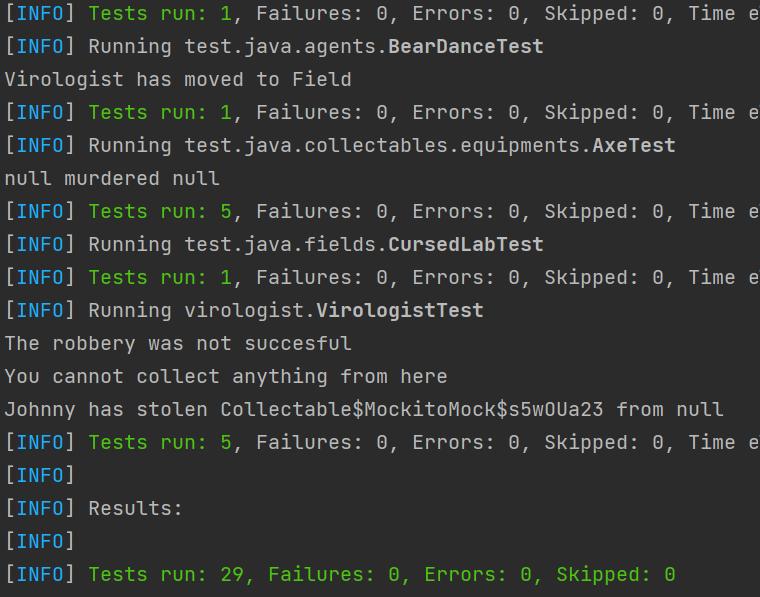 [INFO] Tests run: 1, Failures: 0, Errors: 0, Skipped: 0, Time e
[INFO] Running test.java.agents.BearDanceTest
Virologist has moved to Field
[INFO] Tests run: 1, Failures: 0, Errors: 0, Skipped: 0, Time e
[INFO] Running test.java.collectables.equipments.AxeTest
null murdered null
[INFO] Tests run: 5, Failures: 0, Errors: 0, Skipped: 0, Time e
[INFO] Running test.java.fields.CursedLabTest
[INFO] Tests run: 1, Failures: 0, Errors: 0, Skipped: 0, Time e
[INFO] Running virologist.VirologistTest
The robbery was not succesful
You cannot collect anything from here
Johnny has stolen Collectable$MockitoMock$s5wOUa23 from null
[INFO] Tests run: 5, Failures: 0, Errors: 0, Skipped: 0, Time e
[INFO]
[INFO] Results:
[INFO]
[INFO] Tests run: 29, Failures: 0, Errors: 0, Skipped: 0